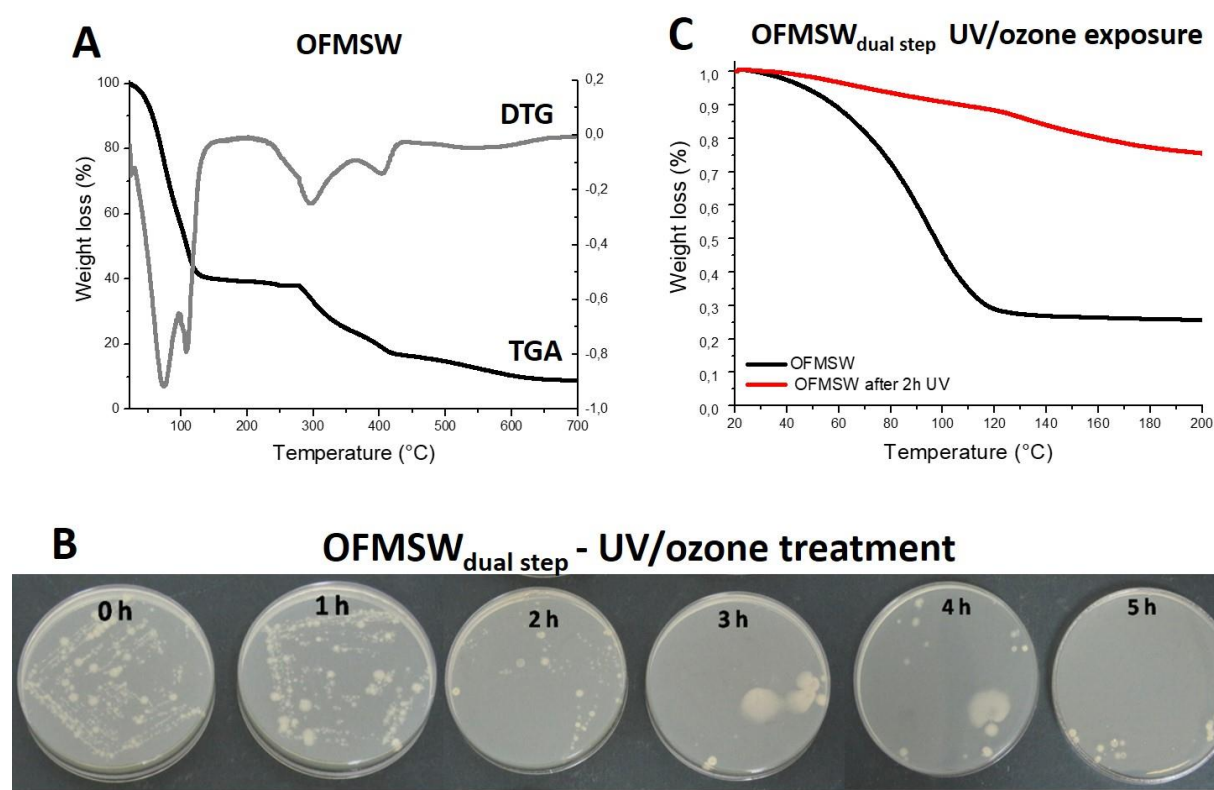 A
OFMSW
DTG
TGA
Weight loss (%)
100
80
60
40
20
0
0,2
0,0
-0,2
-0,4
-0,6
-0,8
-1,0
100
200
300
400
500
600
700
Temperature (°C)
C
OFMSWdual step UV/ozone exposure
Weight loss (%)
1,0
0,9
0,8
0,7
0,6
0,5
0,4
0,3
0,2
0,1
0,0
OFMSW
OFMSW after 2h UV
20
40
60
80
100
120
140
160
180
200
Temperature (°C)
B
OFMSWdual step - UV/ozone treatment
0 h
1 h
2 h
3 h
4 h
5 h